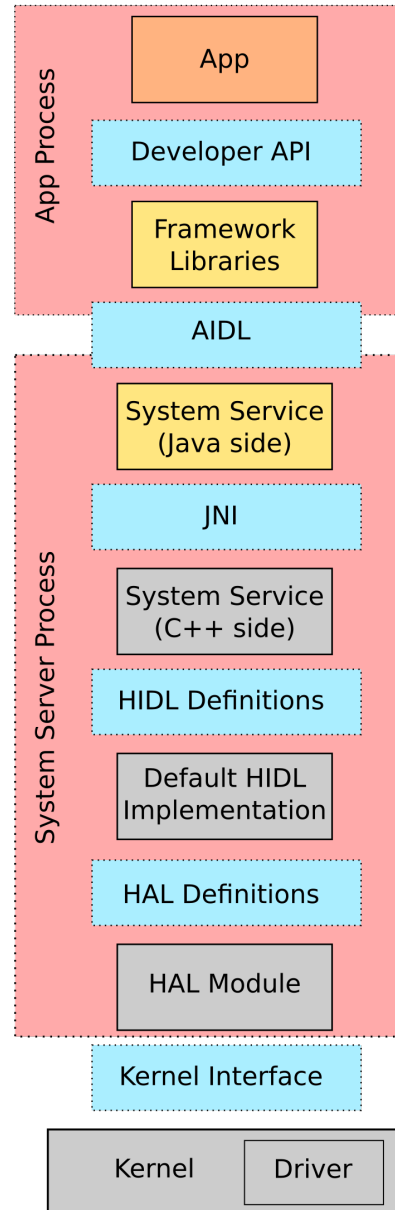 App Process
App
Developer API
Framework
Libraries
AIDL
System Server Process
System Service
(Java side)
JNI
System Service
(C++ side)
HIDL Definitions
Default HIDL
Implementation
HAL Definitions
HAL Module
Kernel Interface
Kernel
Driver